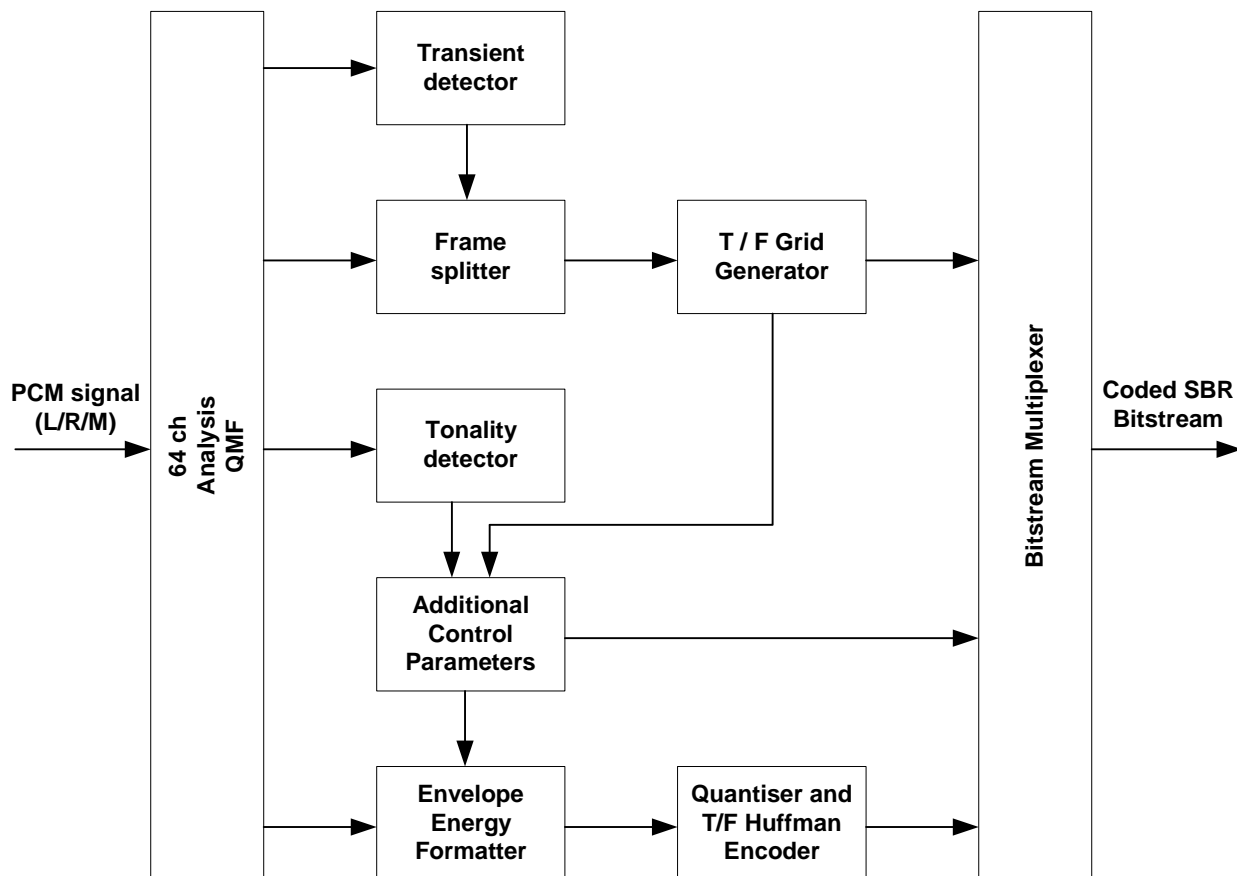 Transient
detector
Frame
splitter
T / F Grid
Generator
PCM signal
(L/R/M)
64 ch
Analysis
QMF
Tonality
detector
Bitstream Multiplexer
Coded SBR
Bitstream
Additional
Control
Parameters
Envelope
Energy
Formatter
Quantiser and
T/F Huffman
Encoder